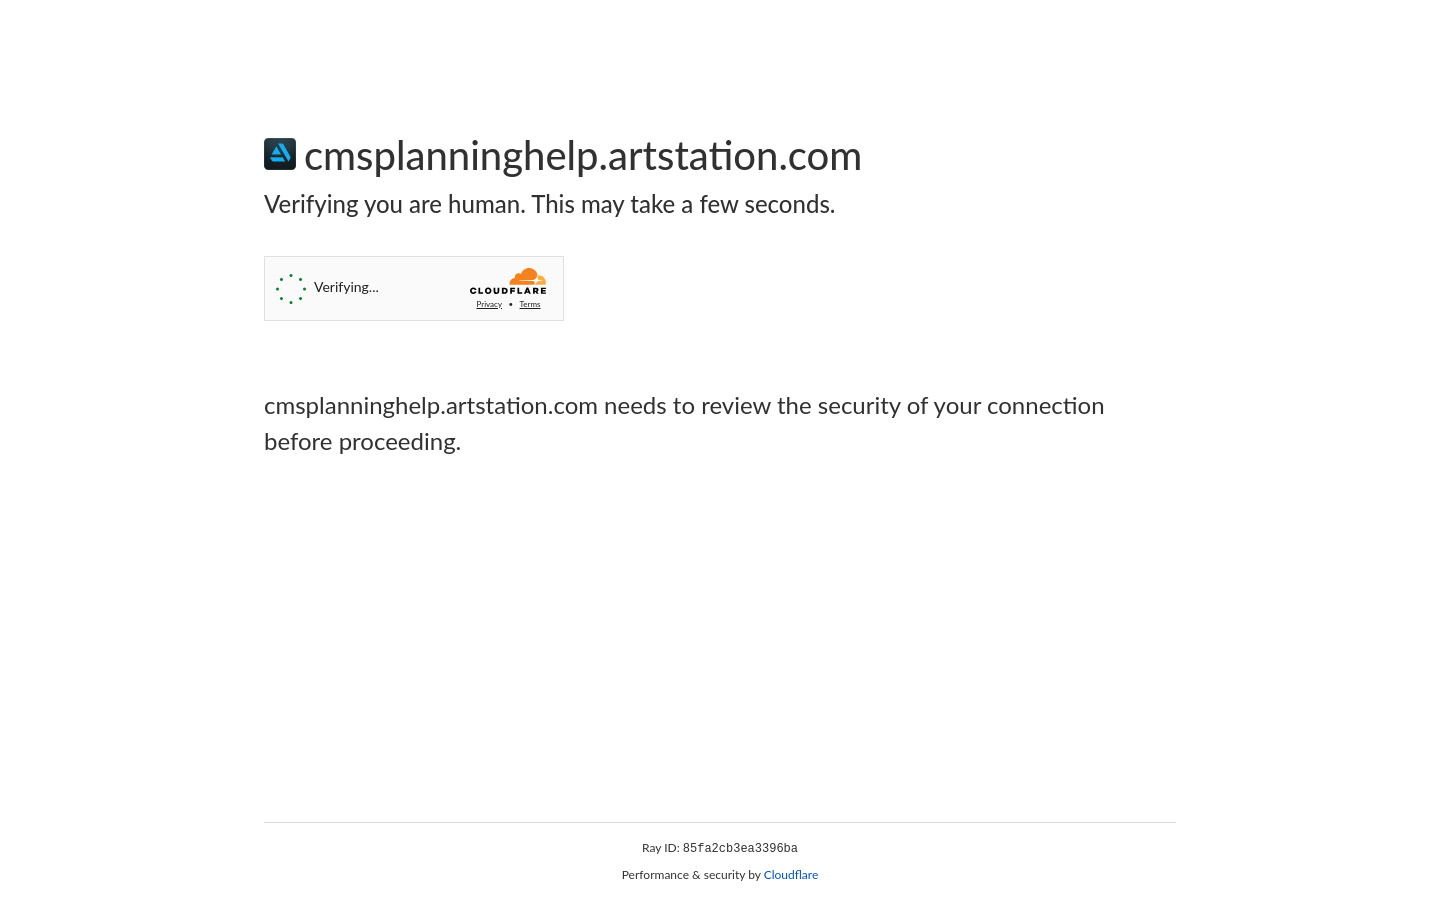 cmsplanninghelp.artstation.com
Verifying you are human. This may take a few seconds.
Verifying...
CLOUDFLARE
Privacy • Terms
cmsplanninghelp.artstation.com needs to review the security of your connection
before proceeding.
Ray ID: 85fa2cb3ea3396ba
Performance & security by Cloudflare